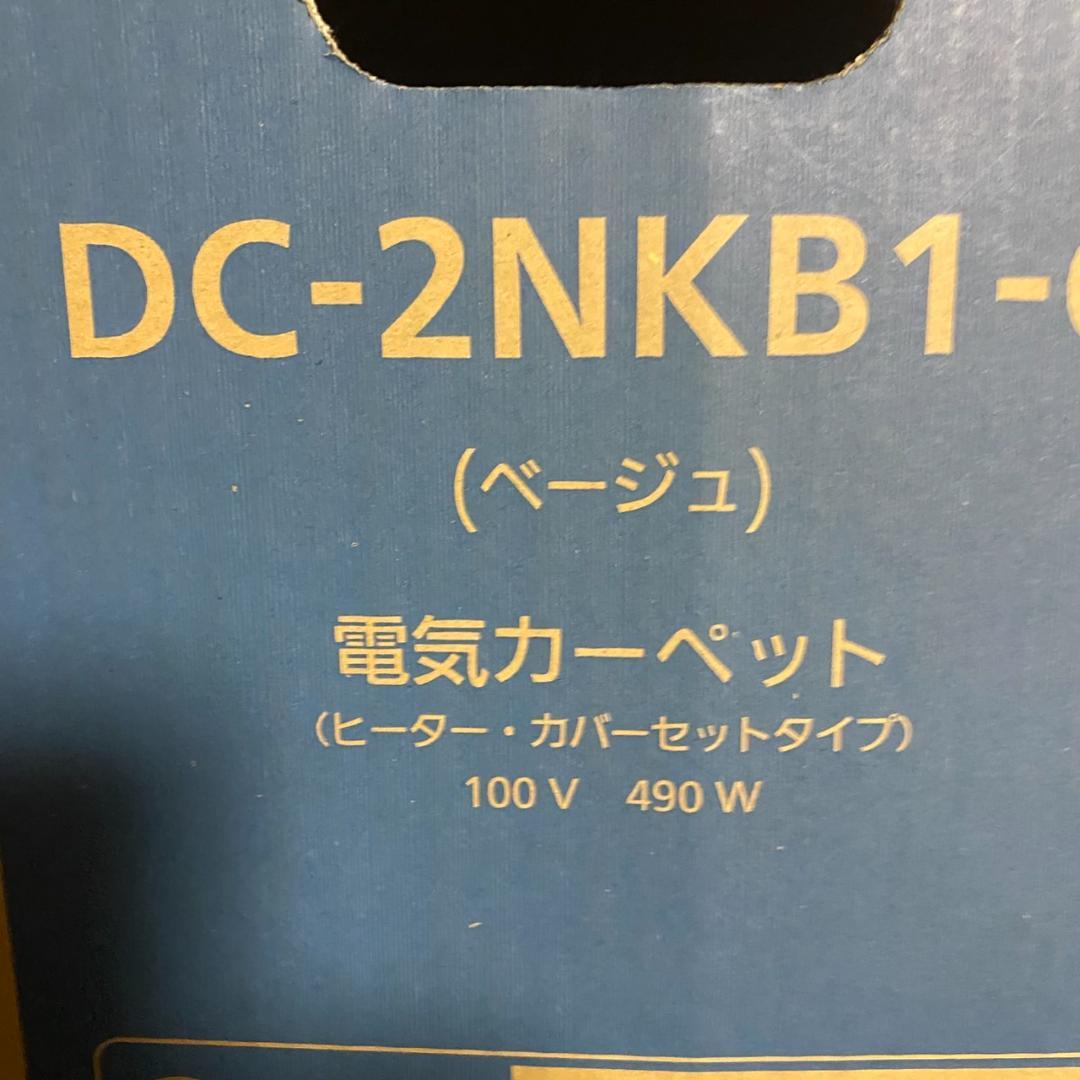 DC-2NKB1-
(ベージュ)
電気カーペット
(ヒーター・カバーセットタイプ)
100 V 490 W